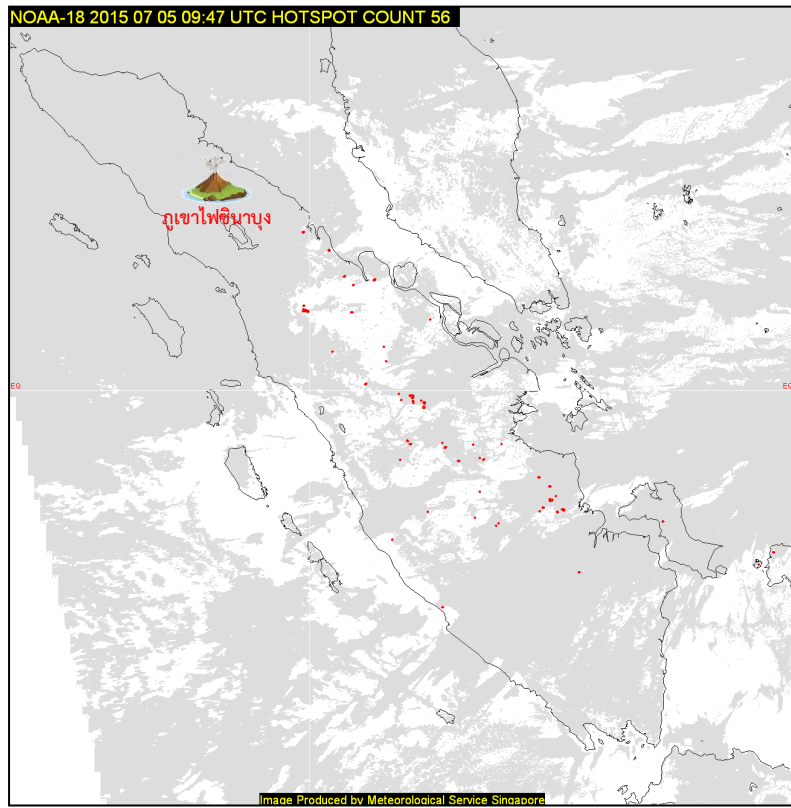 NOAA-18 2015 07 05 09:47 UTC HOTSPOT COUNT 56
ภูเขาไฟซินาบุง
EQ EQ
Image Produced by Meteorological Service Singapore